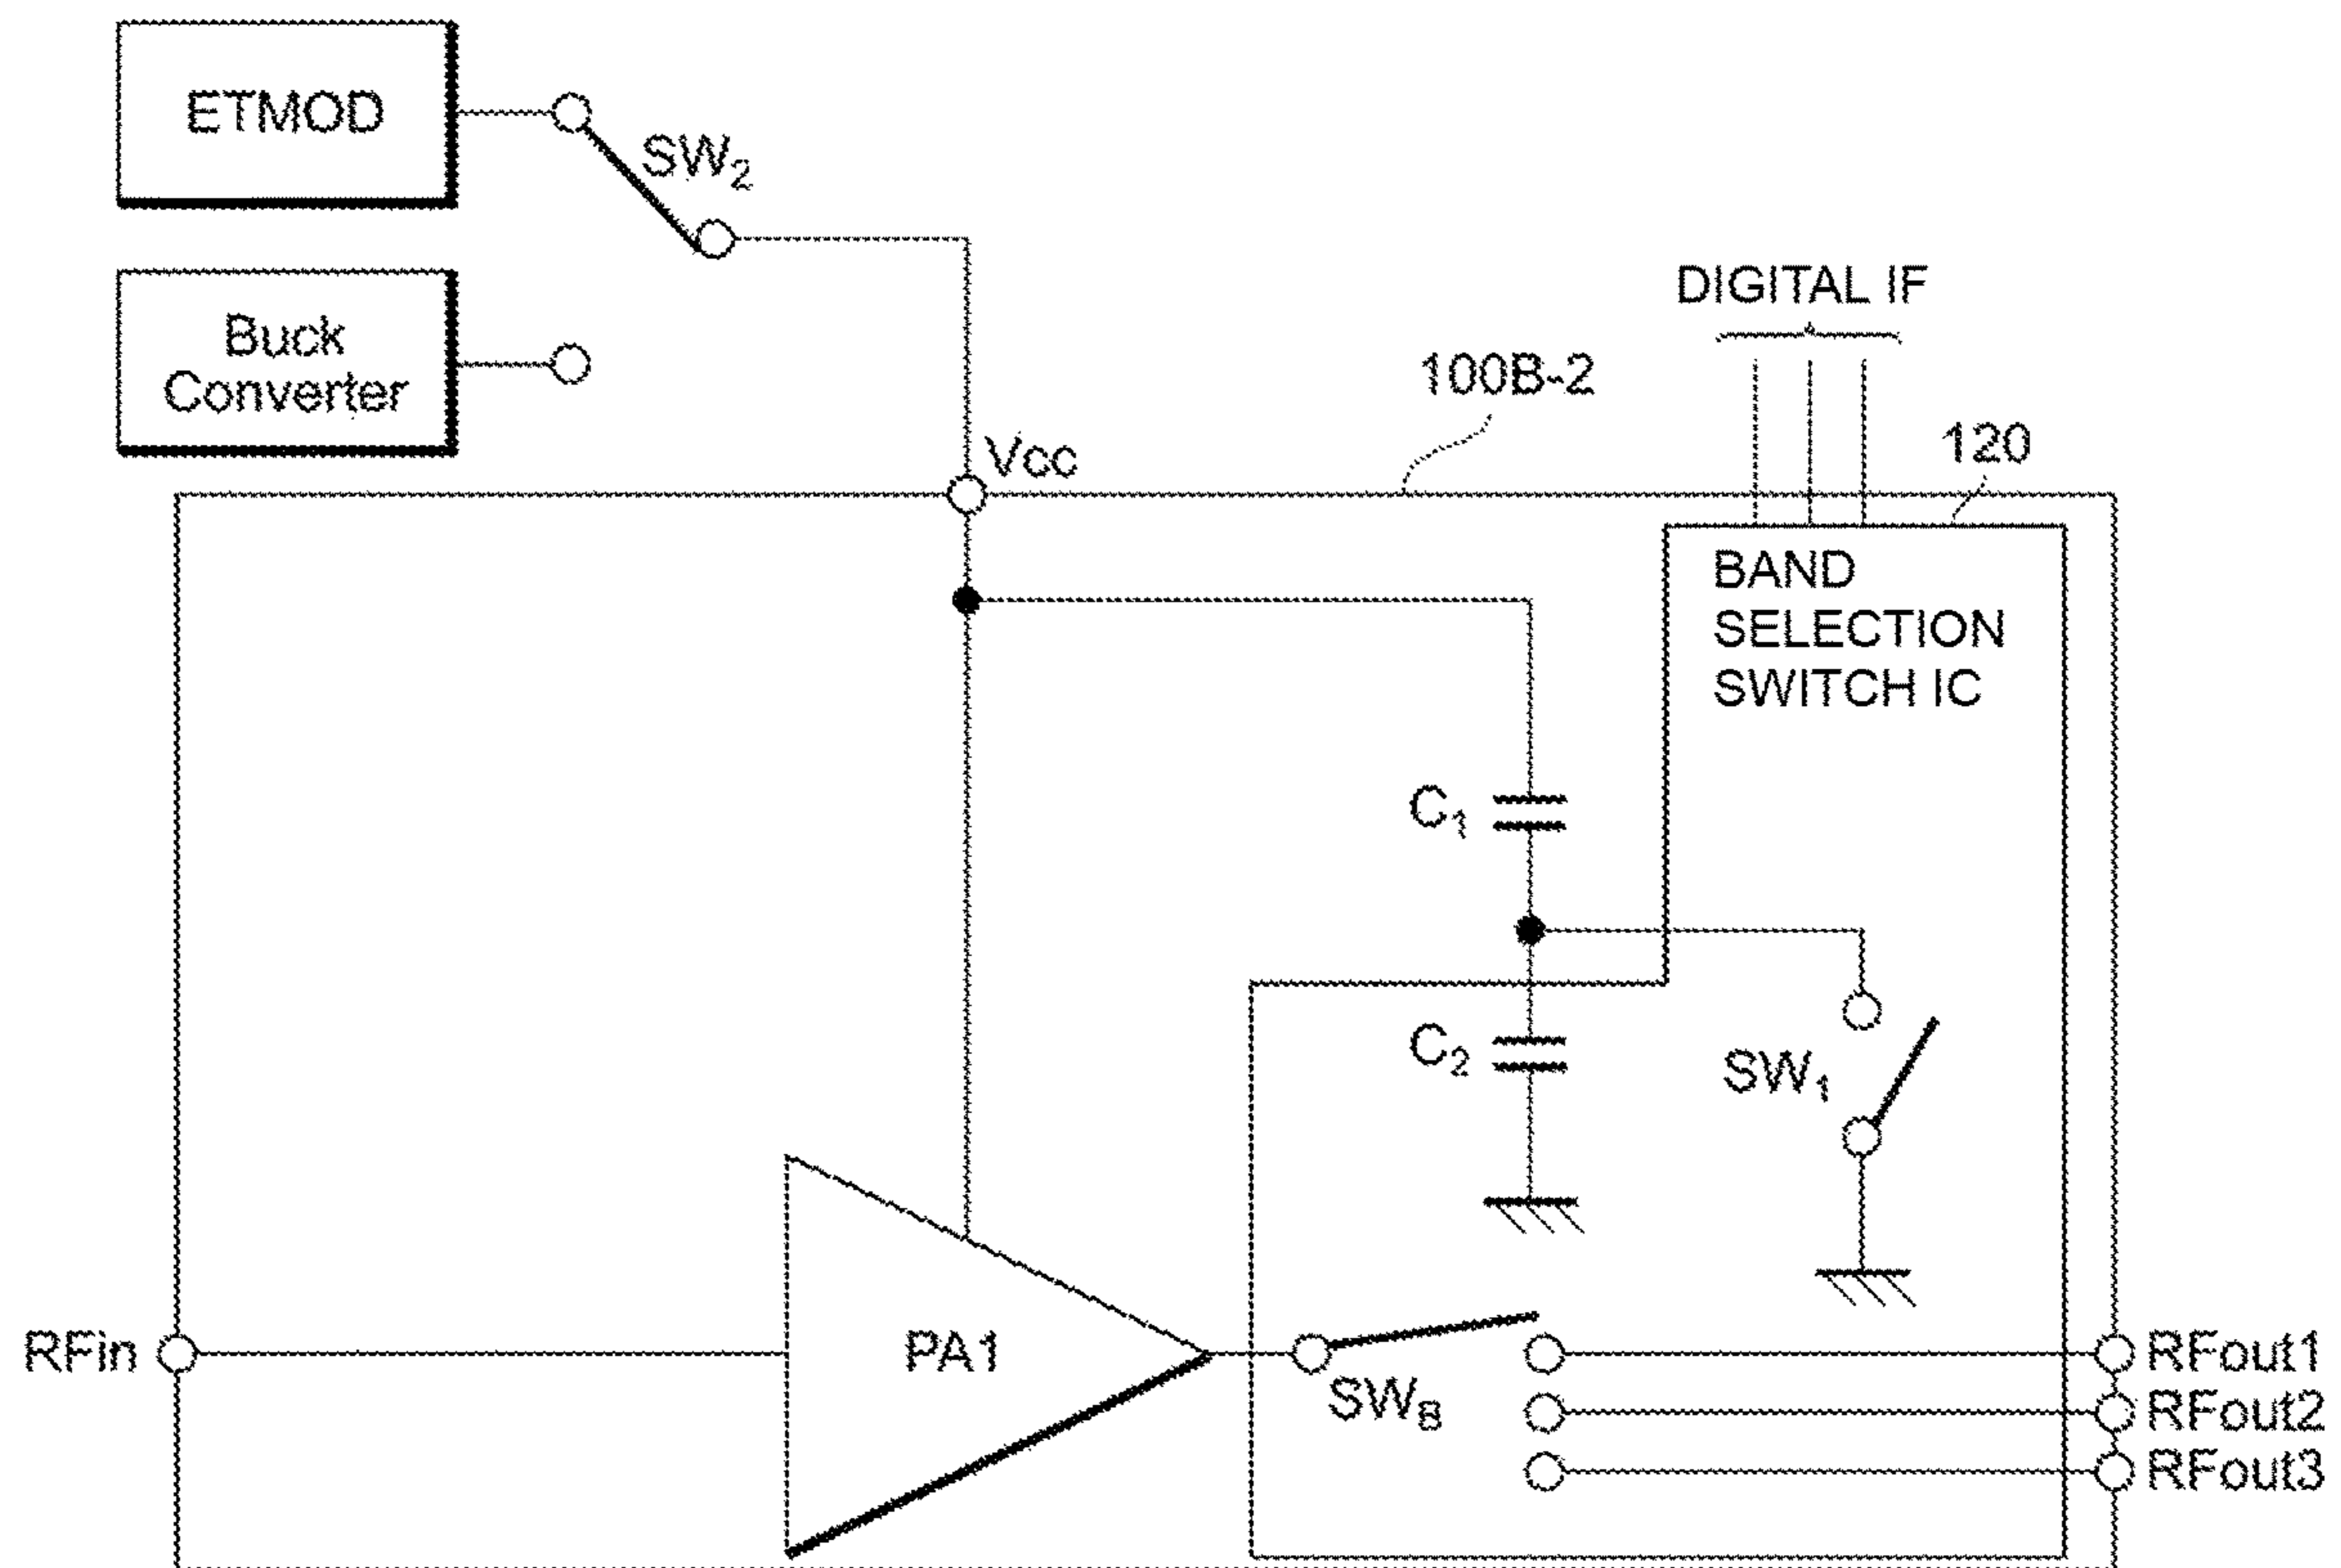 ETMOD
SW₂
Buck
Converter
DIGITAL IF
100B-2
120
Vcc
BAND
SELECTION
SWITCH IC
C₁
C₂
SW₁
RFin
PA1
SW_B
RFout1
RFout2
RFout3